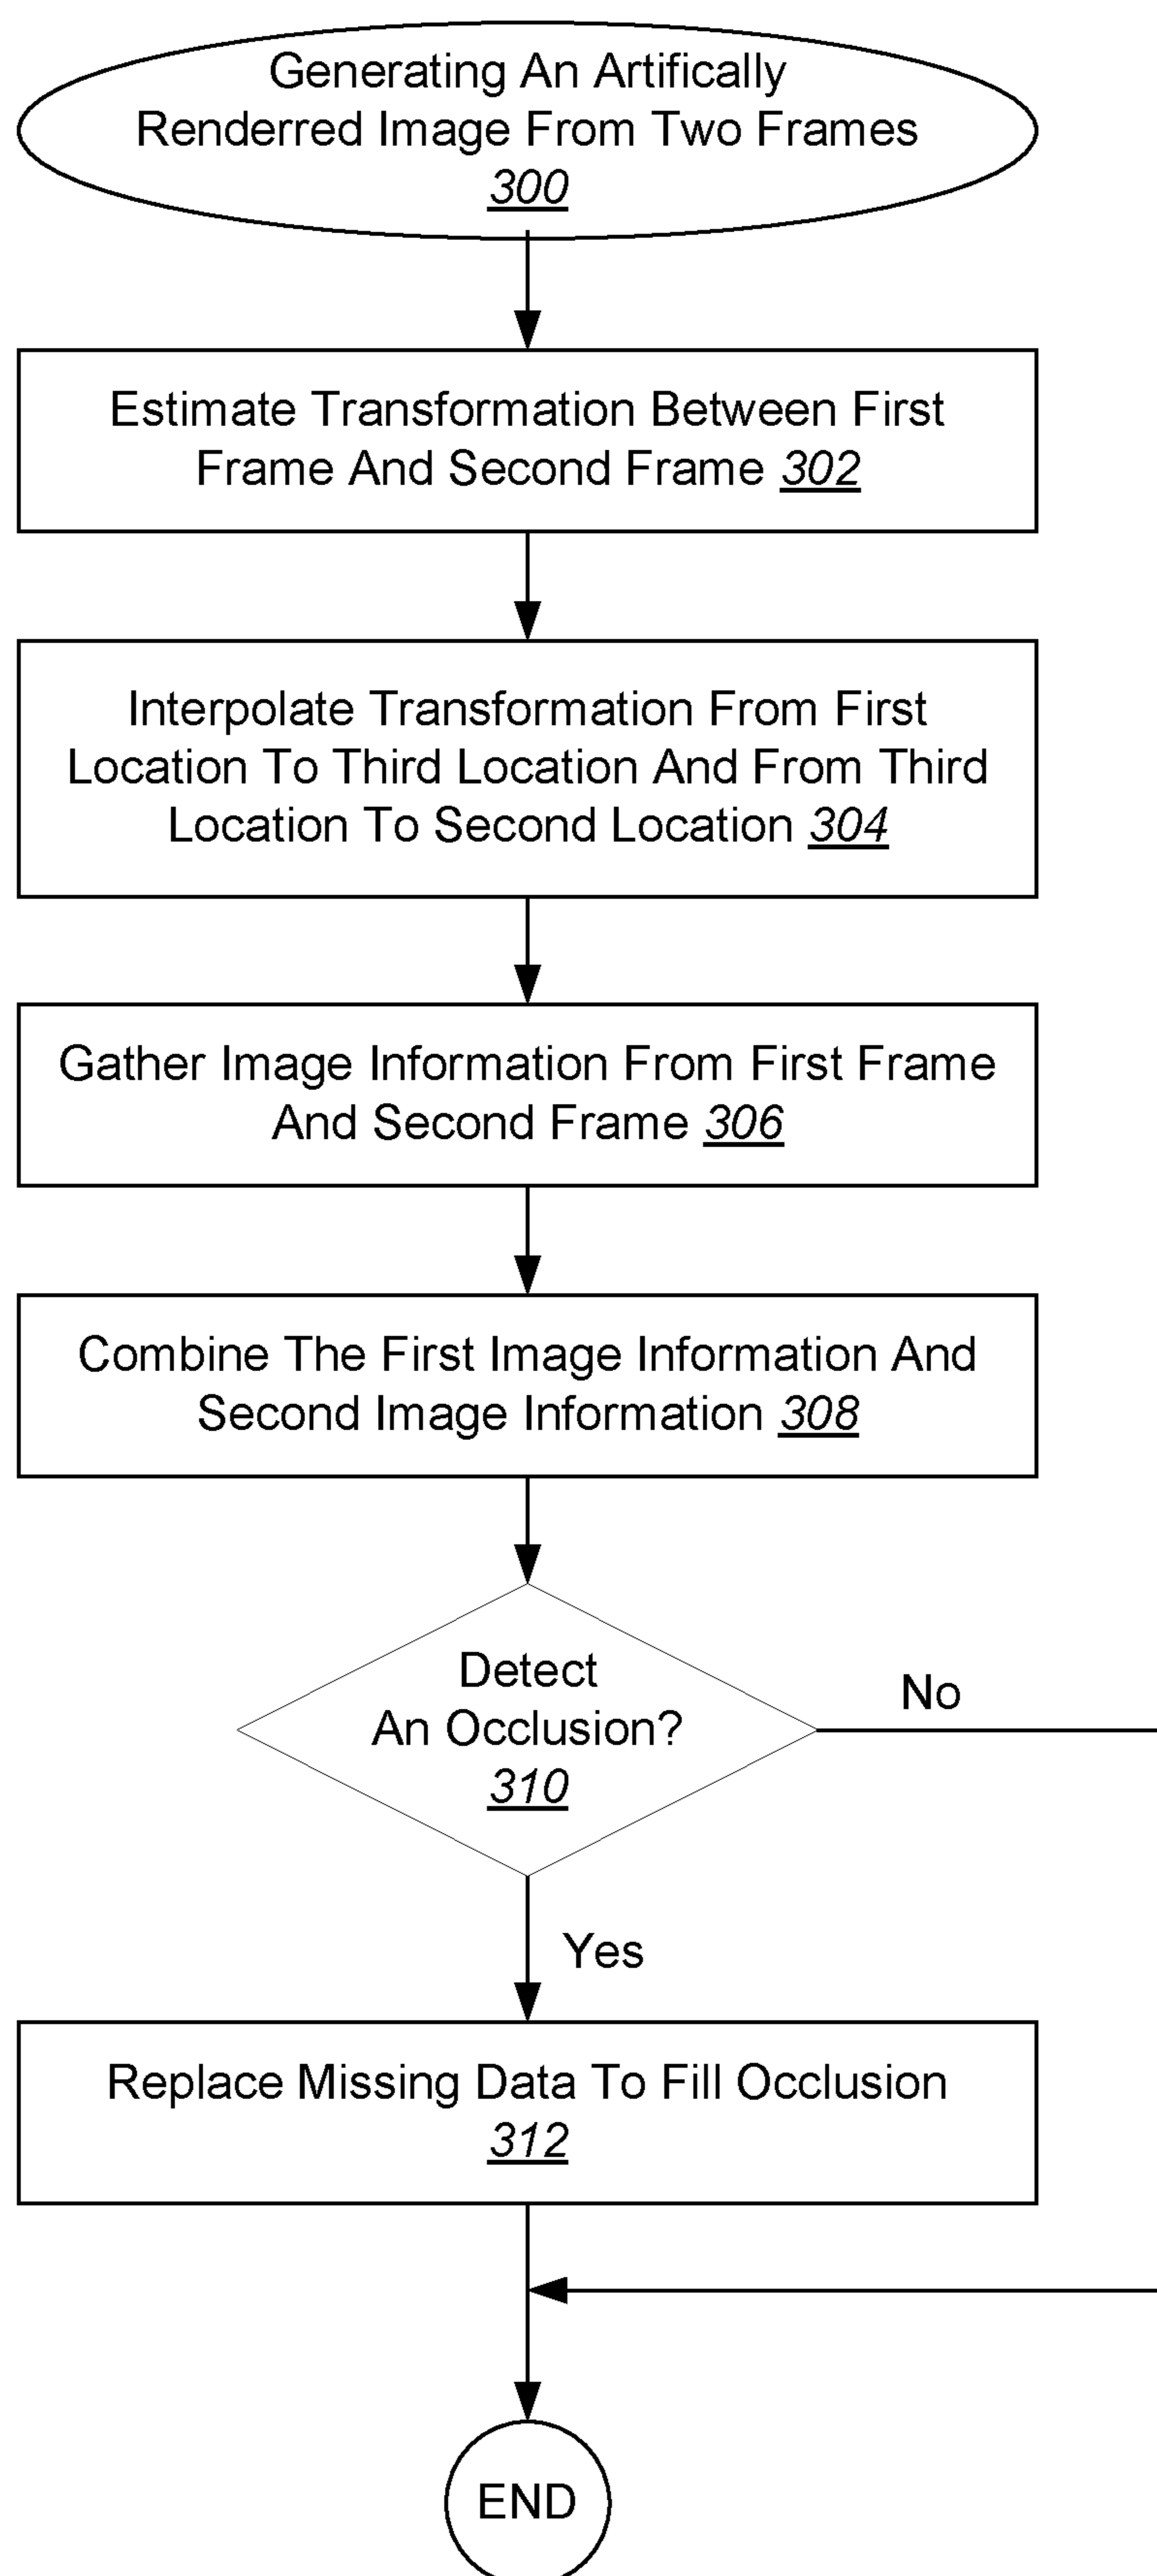 Generating An Artifically
Renderred Image From Two Frames
300
Estimate Transformation Between First
Frame And Second Frame 302
Interpolate Transformation From First
Location To Third Location And From Third
Location To Second Location 304
Gather Image Information From First Frame
And Second Frame 306
Combine The First Image Information And
Second Image Information 308
Detect
An Occlusion?
310
No
Yes
Replace Missing Data To Fill Occlusion
312
END